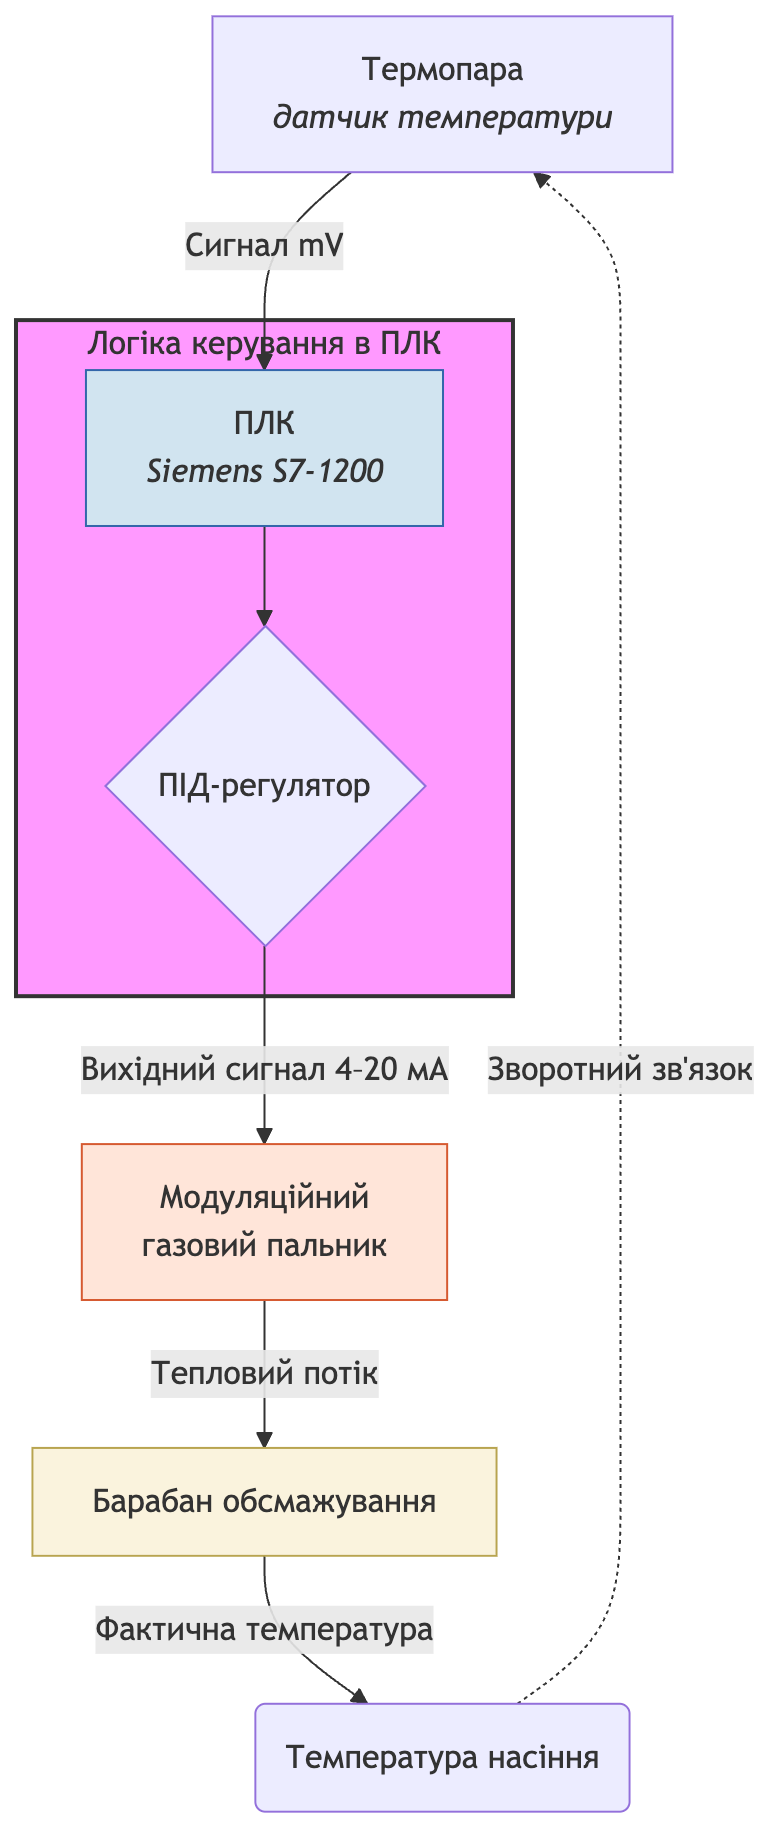 Термопара
датчик температури
Сигнал mV
Логіка керування в ПЛК
ПЛК
Siemens S7-1200
ПІД-регулятор
Вихідний сигнал 4–20 мА
Зворотний зв'язок
Модуляційний
газовий пальник
Тепловий потік
Барабан обсмажування
Фактична температура
Температура насіння